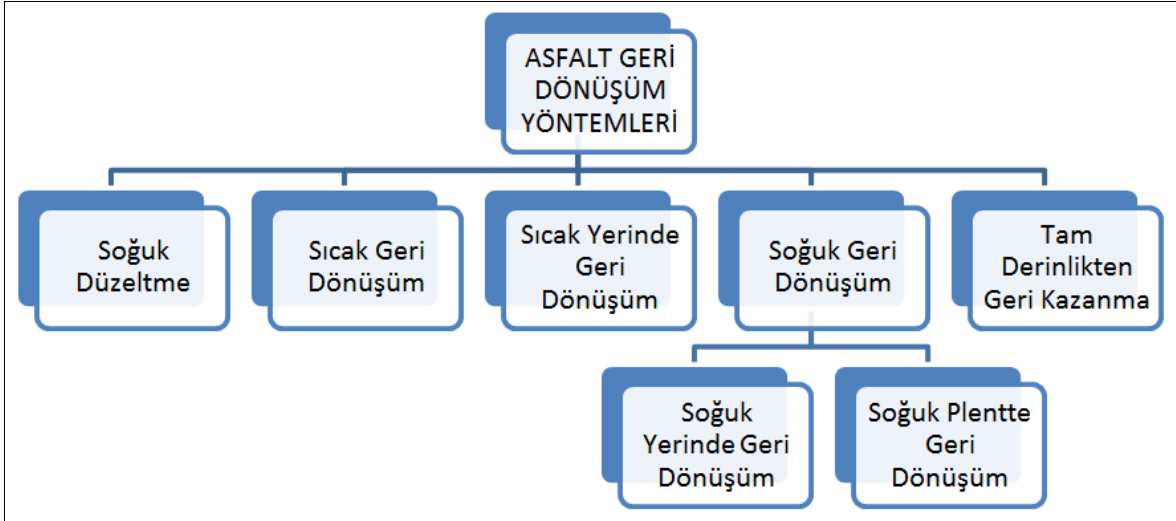 ASFALT GERİ
DÖNÜŞÜM
YÖNTEMLERİ
Soğuk
Düzeltme
Sıcak Geri
Dönüşüm
Sıcak Yerinde
Geri
Dönüşüm
Soğuk Geri
Dönüşüm
Tam
Derinlikten
Geri Kazanma
Soğuk
Yerinde Geri
Dönüşüm
Soğuk Plentte
Geri
Dönüşüm